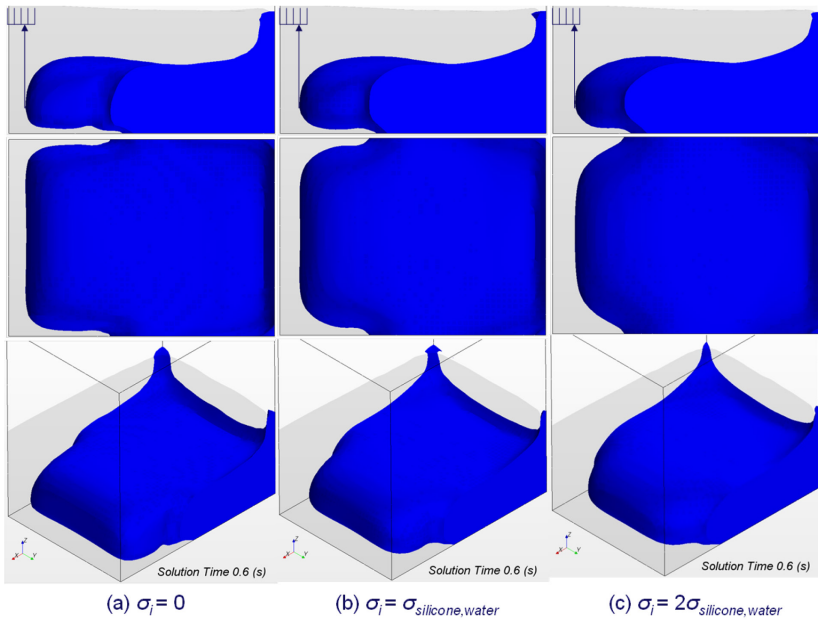 Solution Time 0.6 (s)
Solution Time 0.6 (s)
Solution Time 0.6 (s)
X Z Y
X Z Y
X Z Y
(a) σi = 0
(b) σi = σsilicone,water
(c) σi = 2σsilicone,water